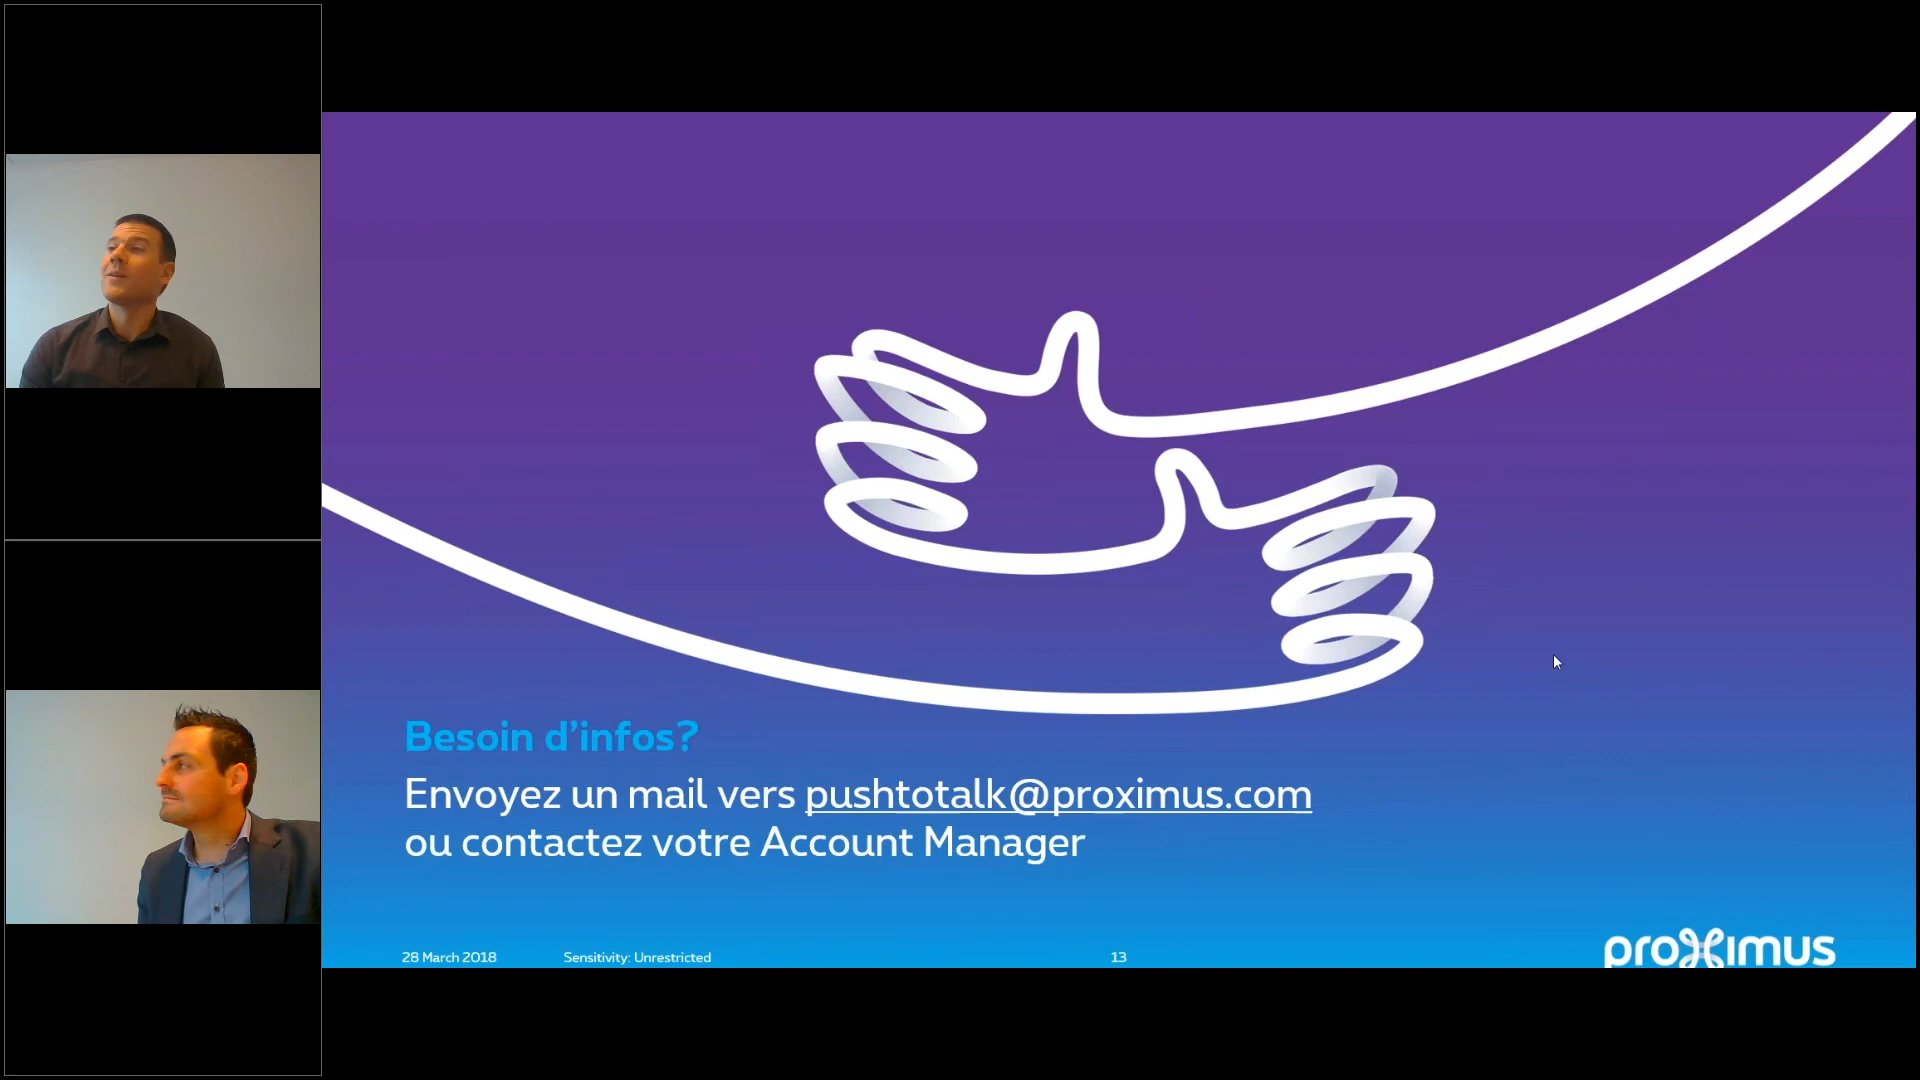 Besoin d’infos?
Envoyez un mail vers pushtotalk@proximus.com
ou contactez votre Account Manager
28 March 2018 Sensitivity: Unrestricted 13
proximus